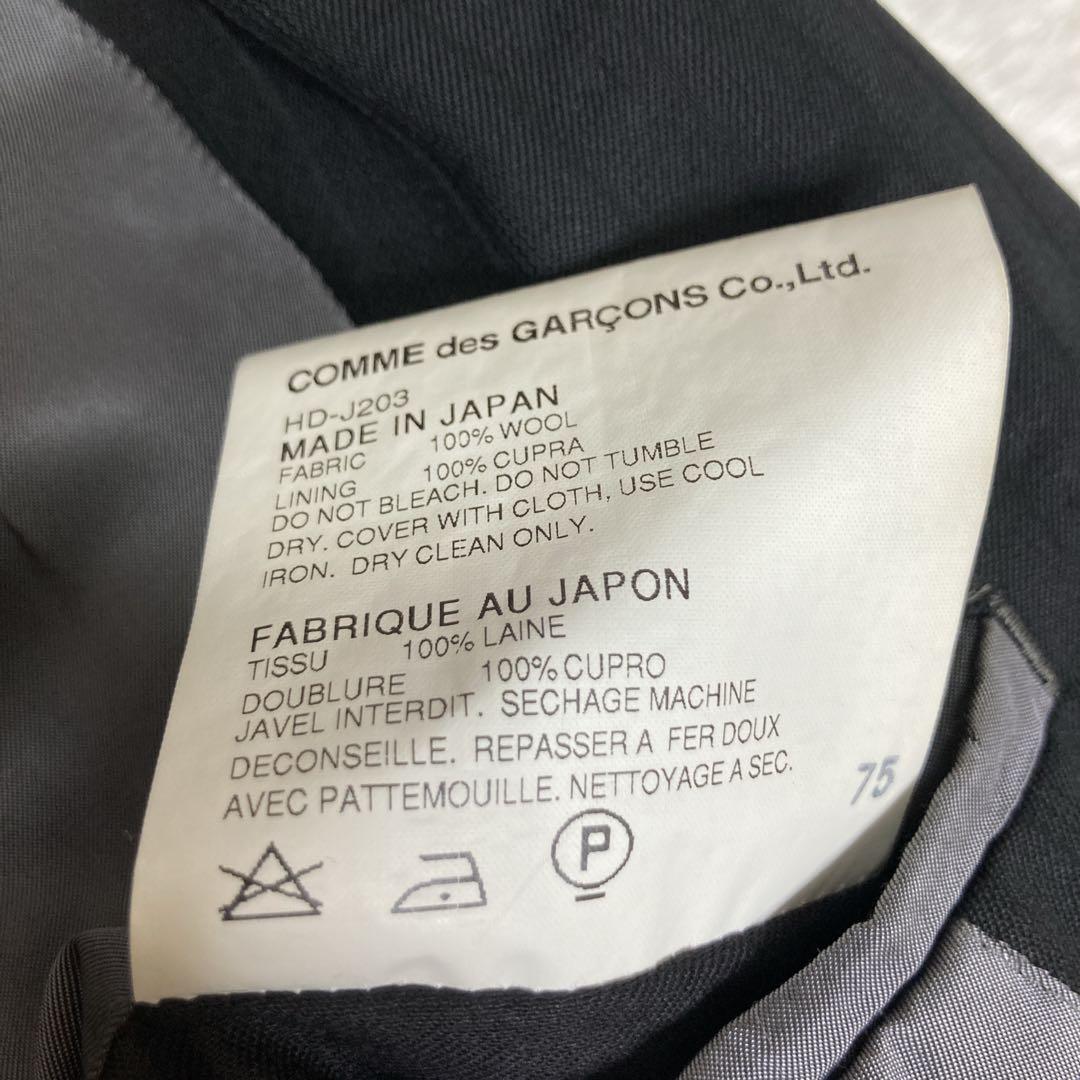 COMME des GARÇONS Co.,Ltd.
HD-J203
MADE IN JAPAN
FABRIC 100% WOOL
LINING 100% CUPRA
DO NOT BLEACH. DO NOT TUMBLE
DRY. COVER WITH CLOTH, USE COOL
IRON. DRY CLEAN ONLY.
FABRIQUE AU JAPON
TISSU 100% LAINE
DOUBLURE 100% CUPRO
JAVEL INTERDIT. SECHAGE MACHINE
DECONSEILLE. REPASSER A FER DOUX
AVEC PATTEMOUILLE. NETTOYAGE A SEC.
75
P